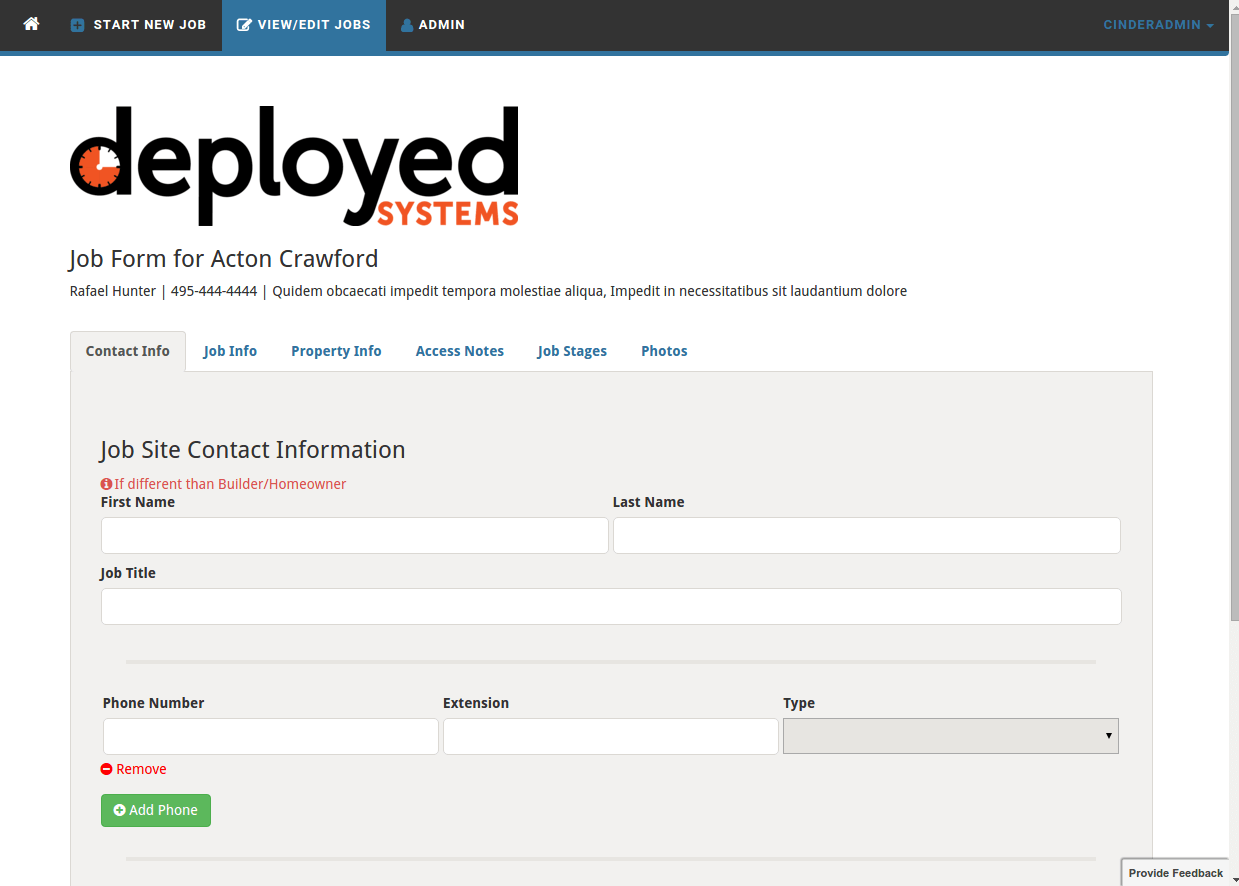 START NEW JOB VIEW/EDIT JOBS ADMIN CINDERADMIN
deployed
SYSTEMS
Job Form for Acton Crawford
Rafael Hunter | 495-444-4444 | Quidem obcaecati impedit tempora molestiae aliqua, Impedit in necessitatibus sit laudantium dolore
Contact Info Job Info Property Info Access Notes Job Stages Photos
Job Site Contact Information
If different than Builder/Homeowner
First Name Last Name
Job Title
Phone Number Extension Type
Remove
Add Phone
Provide Feedback